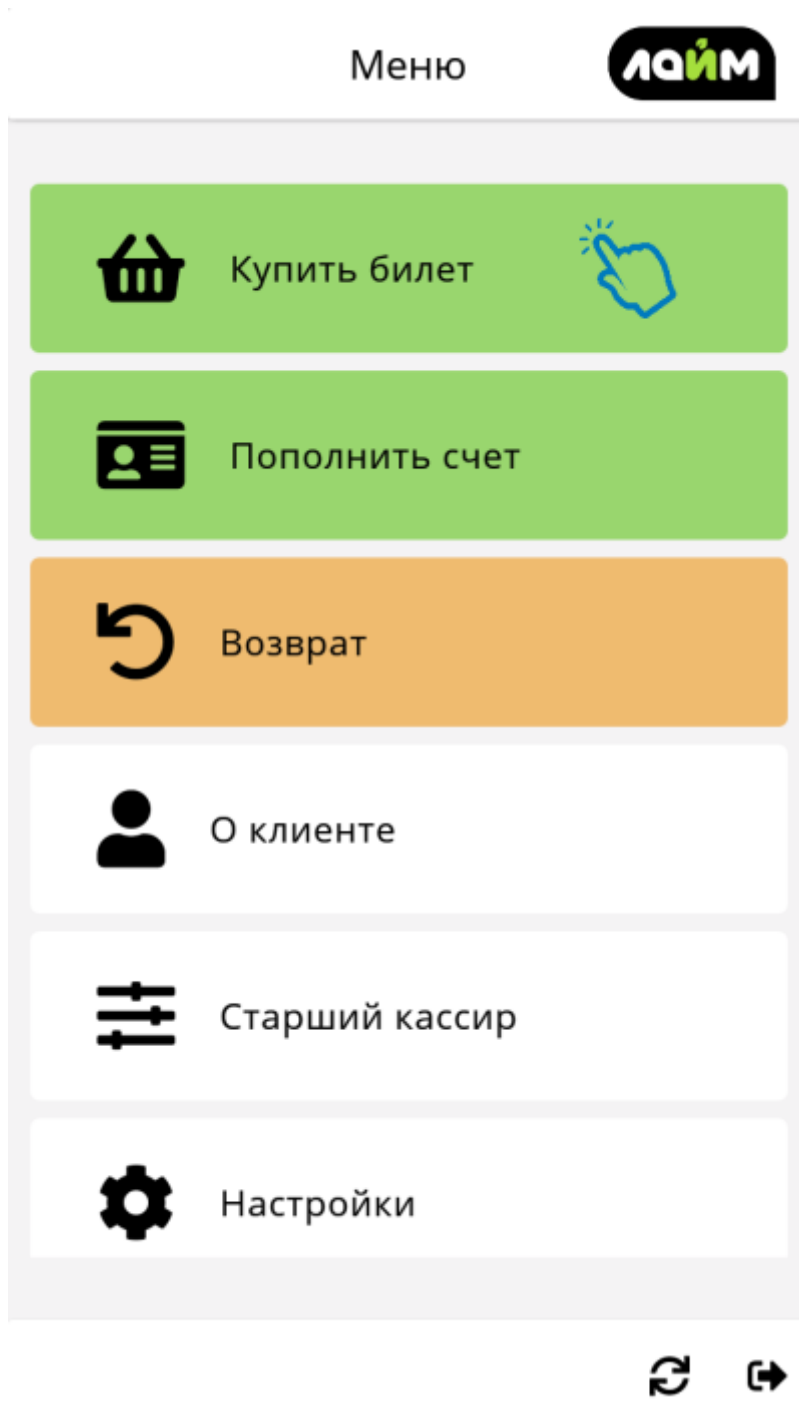 Меню
лайм
Купить билет
Пополнить счет
Возврат
О клиенте
Старший кассир
Настройки